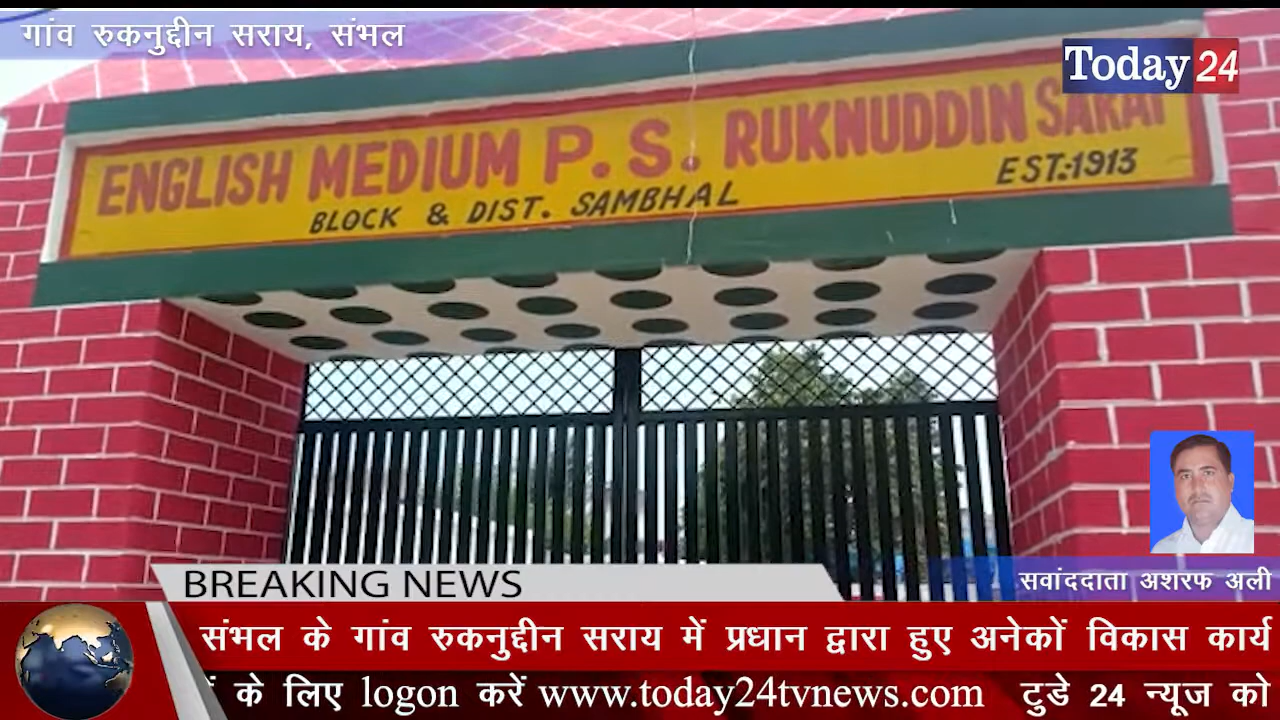 गांव रुकनुद्दीन सराय, संभल
Today 24
ENGLISH MEDIUM P. S. RUKNUDDIN SARAI
BLOCK & DIST. SAMBHAL
EST:-1913
सवांददाता अशरफ अली
BREAKING NEWS
संभल के गांव रुकनुद्दीन सराय में प्रधान द्वारा हुए अनेकों विकास कार्य
के लिए logon करें www.today24tvnews.com टुडे 24 न्यूज को